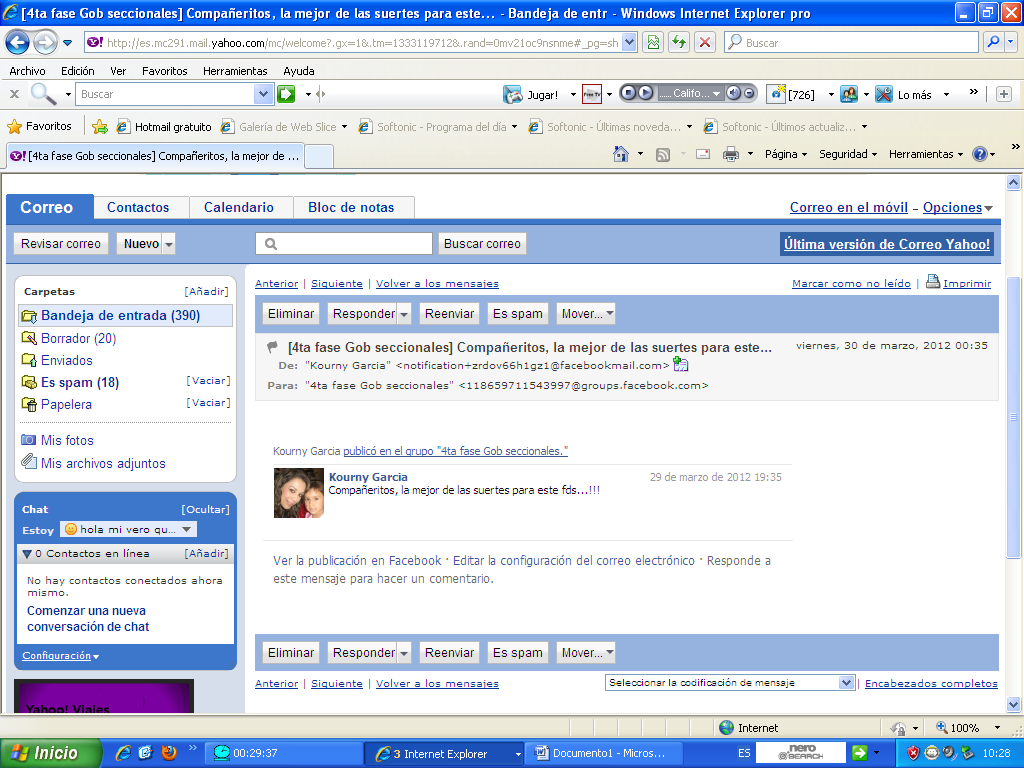 [4ta fase Gob seccionales] Compañeritos, la mejor de las suertes para este... - Bandeja de entr - Windows Internet Explorer pro
http://es.mc291.mail.yahoo.com/mc/welcome?.gx=1&.tm=1333119712&.rand=0mv21oc9nsnme#_pg=sh
Buscar
Archivo Edición Ver Favoritos Herramientas Ayuda
Buscar
Jugar!
Free TV
..... Califo...
[726]
Lo más
Favoritos
Hotmail gratuito
Galería de Web Slice
Softonic - Programa del día
Softonic - Últimas noveda...
Softonic - Últimos actualiz...
[4ta fase Gob seccionales] Compañeritos, la mejor de ...
Página Seguridad Herramientas
Correo Contactos Calendario Bloc de notas
Correo en el móvil - Opciones
Revisar correo Nuevo Buscar correo
Última versión de Correo Yahoo!
Carpetas [Añadir]
Bandeja de entrada (390)
Borrador (20)
Enviados
Es spam (18) [Vaciar]
Papelera [Vaciar]
Mis fotos
Mis archivos adjuntos
Chat [Ocultar]
Estoy hola mi vero qu...
0 Contactos en línea [Añadir]
No hay contactos conectados ahora
mismo.
Comenzar una nueva
conversación de chat
Configuración
Yahoo! Viajes
Anterior | Siguiente | Volver a los mensajes
Marcar como no leído | Imprimir
Eliminar Responder Reenviar Es spam Mover...
[4ta fase Gob seccionales] Compañeritos, la mejor de las suertes para este...
viernes, 30 de marzo, 2012 00:35
De: "Kourny Garcia" <notification+zrdov66h1gz1@facebookmail.com>
Para: "4ta fase Gob seccionales" <118659711543997@groups.facebook.com>
Kourny Garcia publicó en el grupo "4ta fase Gob seccionales."
Kourny Garcia 29 de marzo de 2012 19:35
Compañeritos, la mejor de las suertes para este fds...!!!
Ver la publicación en Facebook · Editar la configuración del correo electrónico · Responde a
este mensaje para hacer un comentario.
Eliminar Responder Reenviar Es spam Mover...
Anterior | Siguiente | Volver a los mensajes
Seleccionar la codificación de mensaje | Encabezados completos
Internet
100%
Inicio
00:29:37
3 Internet Explorer
Documento1 - Micros...
ES
nero
SEARCH
10:28